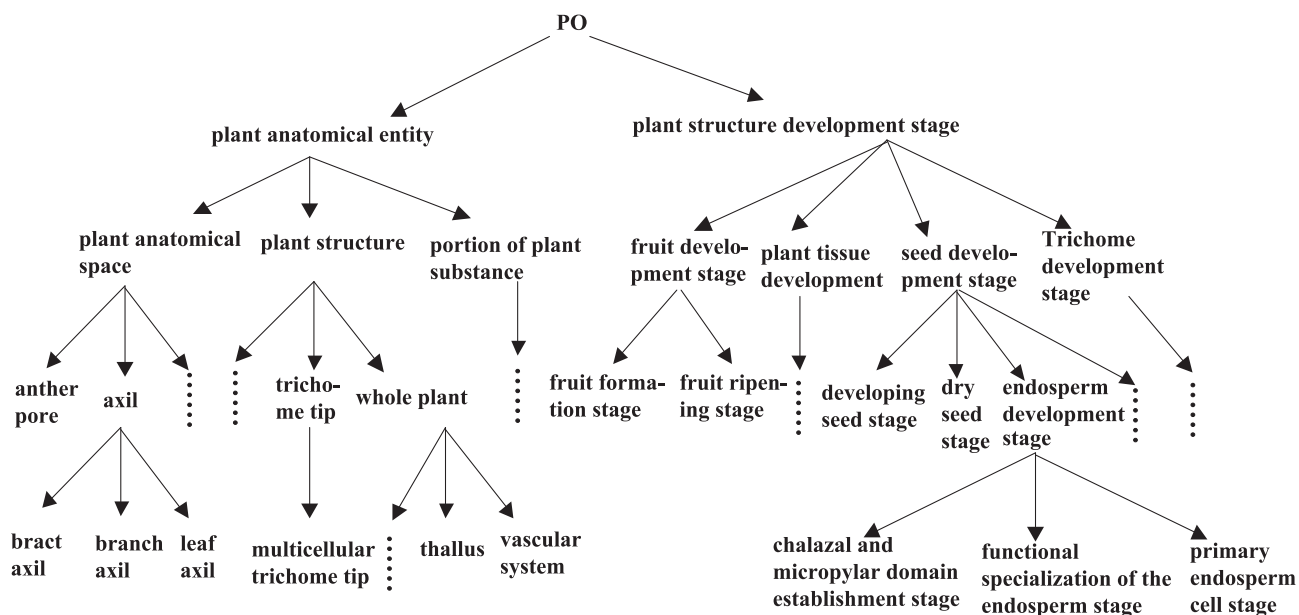 PO
plant anatomical entity
plant structure development stage
plant anatomical
space
plant structure
portion of plant
substance
fruit develo-
pment stage
plant tissue
development
seed develo-
pment stage
Trichome
development
stage
anther
pore
axil
tricho-
me tip
whole plant
fruit forma-
tion stage
fruit ripen-
ing stage
developing
seed stage
dry
seed
stage
endosperm
development
stage
bract
axil
branch
axil
leaf
axil
multicellular
trichome tip
thallus
vascular
system
chalazal and
micropylar domain
establishment stage
functional
specialization of the
endosperm stage
primary
endosperm
cell stage